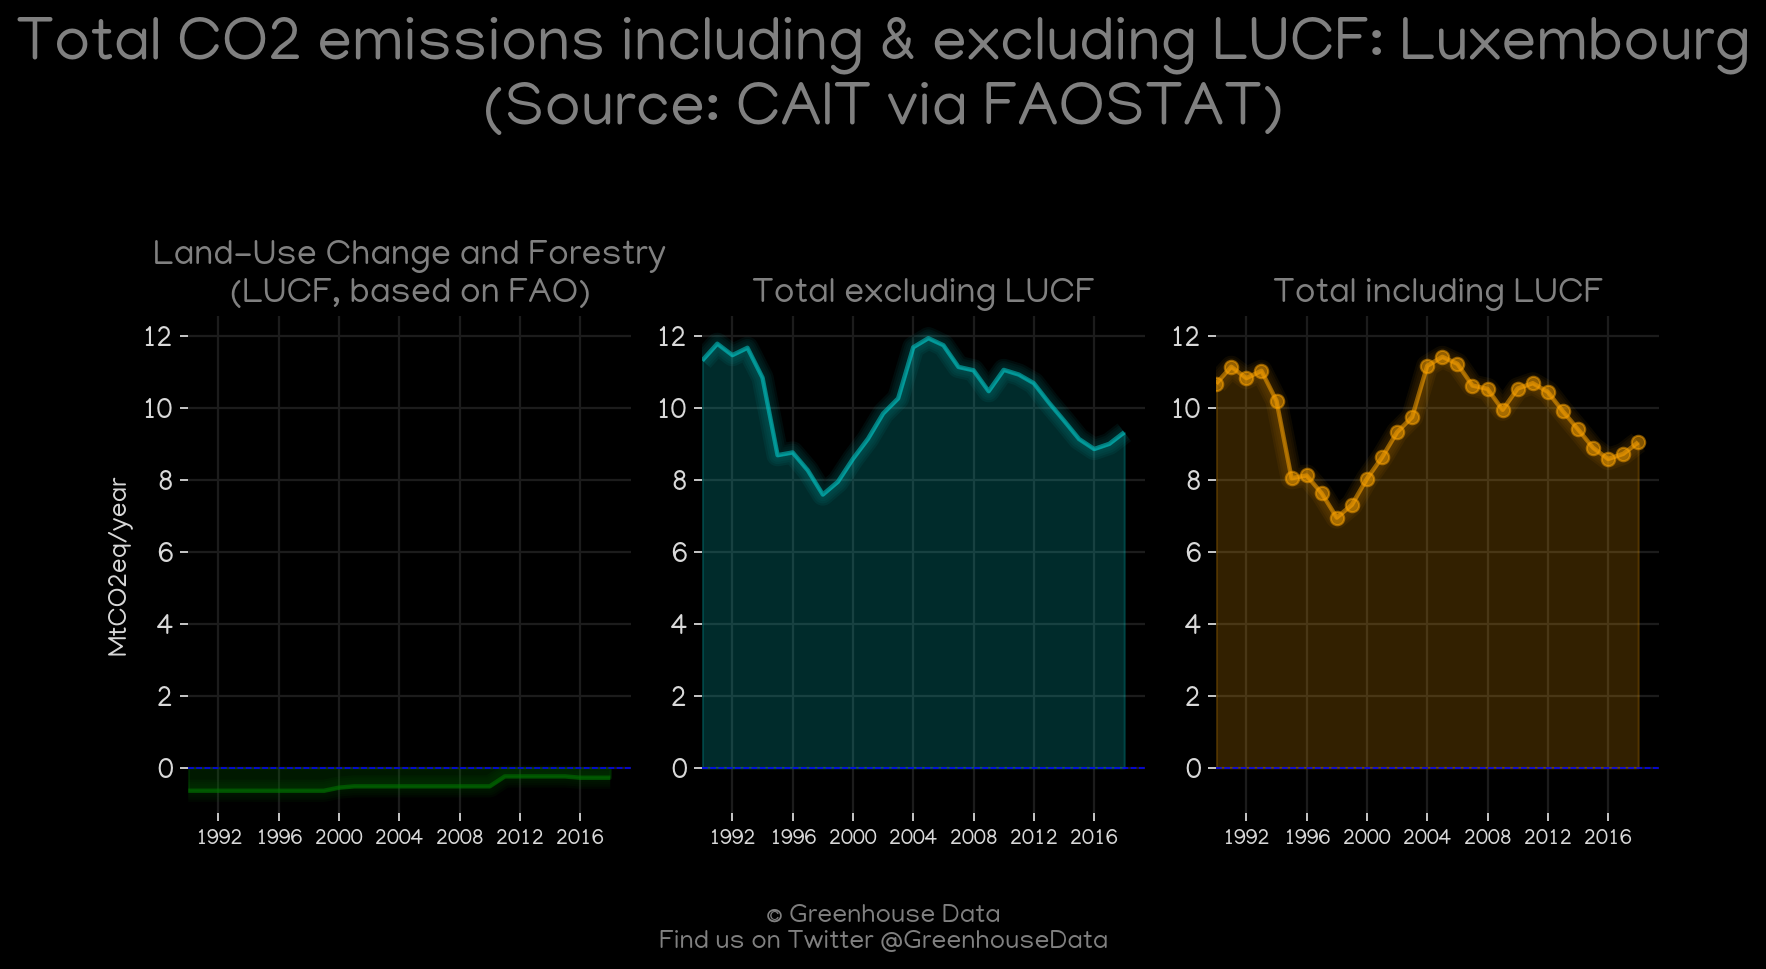 Total CO2 emissions including & excluding LUCF: Luxembourg
(Source: CAIT via FAOSTAT)
Land-Use Change and Forestry
(LUCF, based on FAO)
Total excluding LUCF
Total including LUCF
MtCO2eq/year
12
10
8
6
4
2
0
1992 1996 2000 2004 2008 2012 2016
12
10
8
6
4
2
0
1992 1996 2000 2004 2008 2012 2016
12
10
8
6
4
2
0
1992 1996 2000 2004 2008 2012 2016
© Greenhouse Data
Find us on Twitter @GreenhouseData